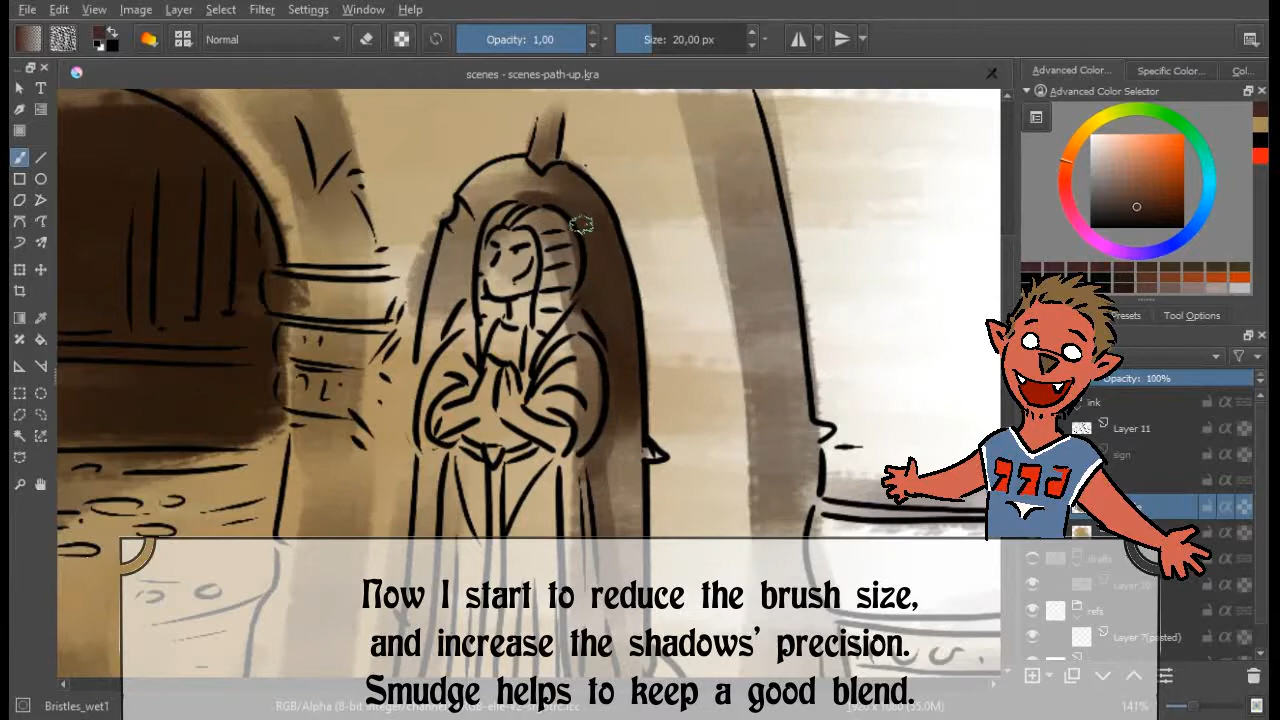 File Edit View Image Layer Select Filter Settings Window Help
Normal Opacity: 1,00 Size: 20,00 px
scenes - scenes-path-up.kra
Advanced Color... Specific Color... Col...
Advanced Color Selector
Tool Options
Opacity: 100%
ink
Layer 11
sign
drafts
refs
Layer 7(pasted)
Now I start to reduce the brush size,
and increase the shadows' precision.
Smudge helps to keep a good blend.
Bristles_wet1
141%